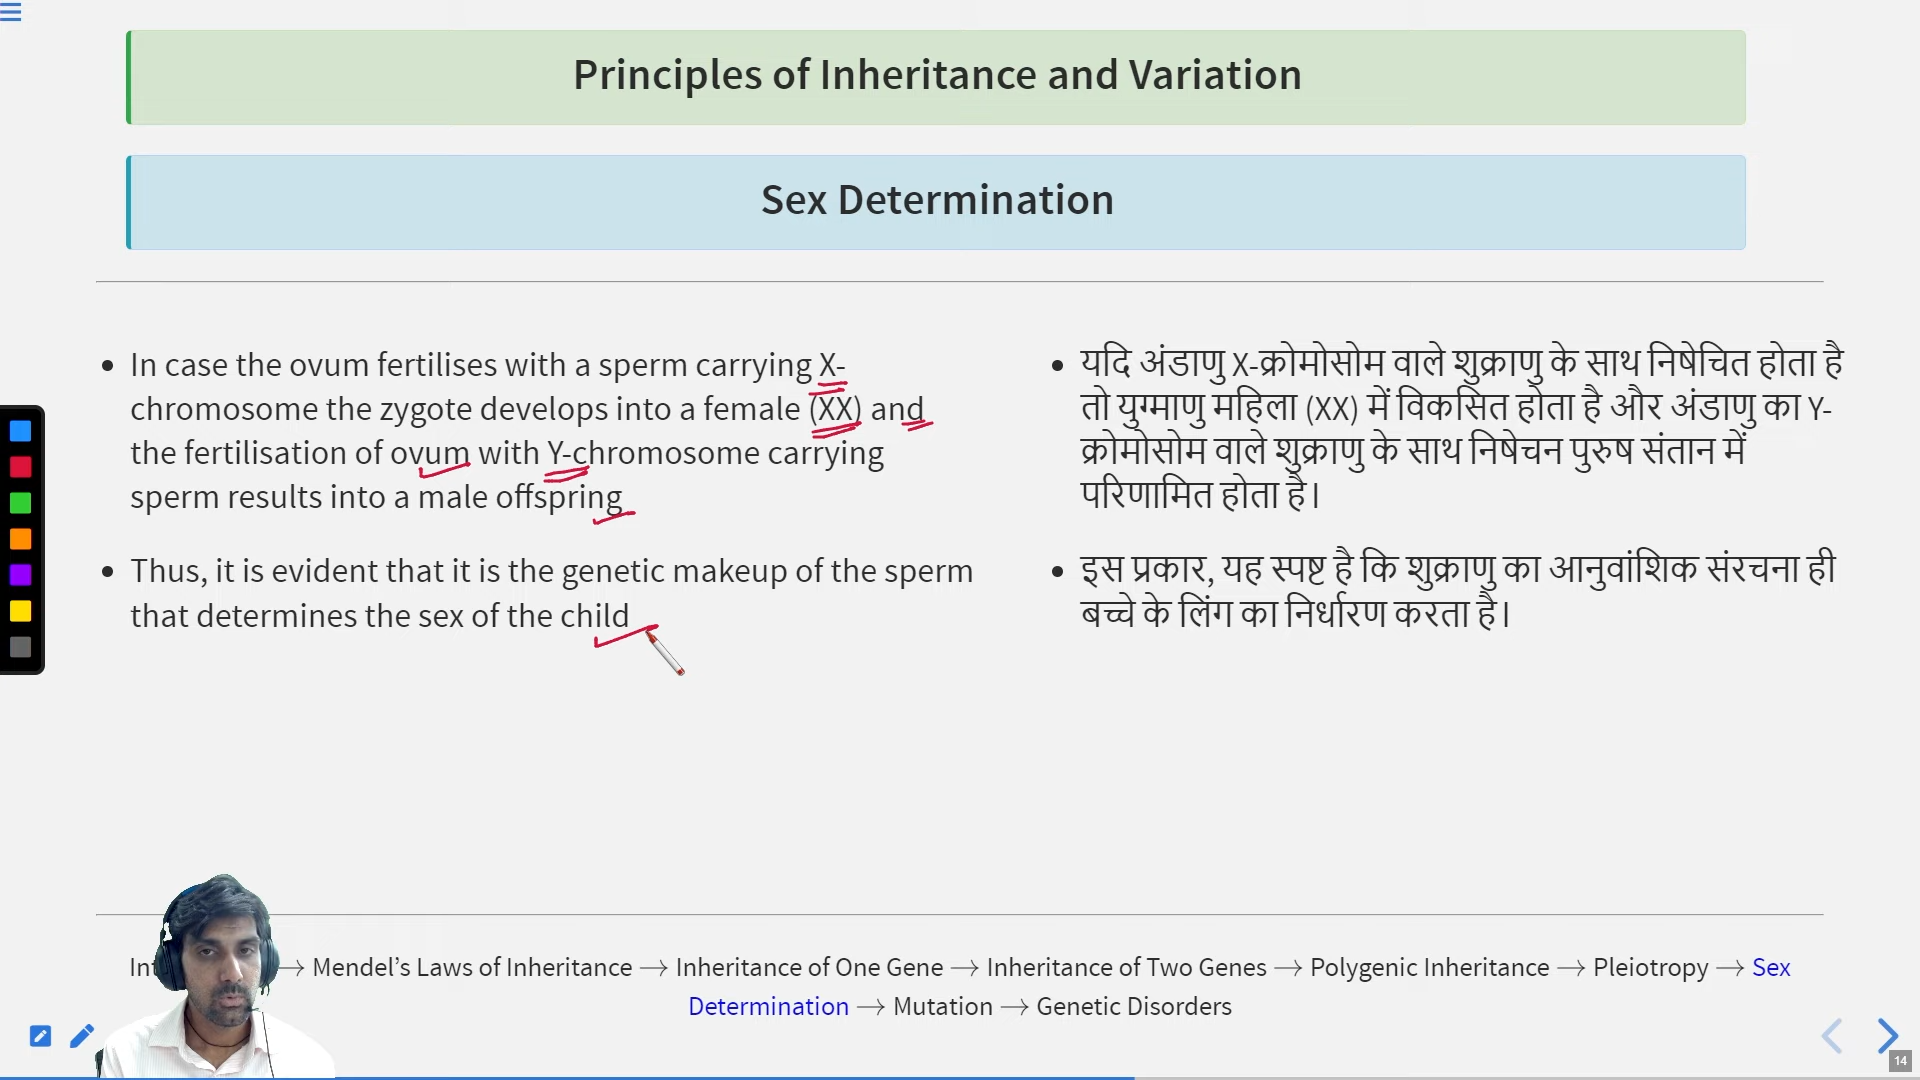 Principles of Inheritance and Variation
Sex Determination
In case the ovum fertilises with a sperm carrying X-
chromosome the zygote develops into a female (XX) and
the fertilisation of ovum with Y-chromosome carrying
sperm results into a male offspring
Thus, it is evident that it is the genetic makeup of the sperm
that determines the sex of the child
यदि अंडाणु X-क्रोमोसोम वाले शुक्राणु के साथ निषेचित होता है
तो युग्माणु महिला (XX) में विकसित होता है और अंडाणु का Y-
क्रोमोसोम वाले शुक्राणु के साथ निषेचन पुरुष संतान में
परिणामित होता है।
इस प्रकार, यह स्पष्ट है कि शुक्राणु का आनुवांशिक संरचना ही
बच्चे के लिंग का निर्धारण करता है।
→ Mendel’s Laws of Inheritance → Inheritance of One Gene → Inheritance of Two Genes → Polygenic Inheritance → Pleiotropy → Sex
Determination → Mutation → Genetic Disorders
14